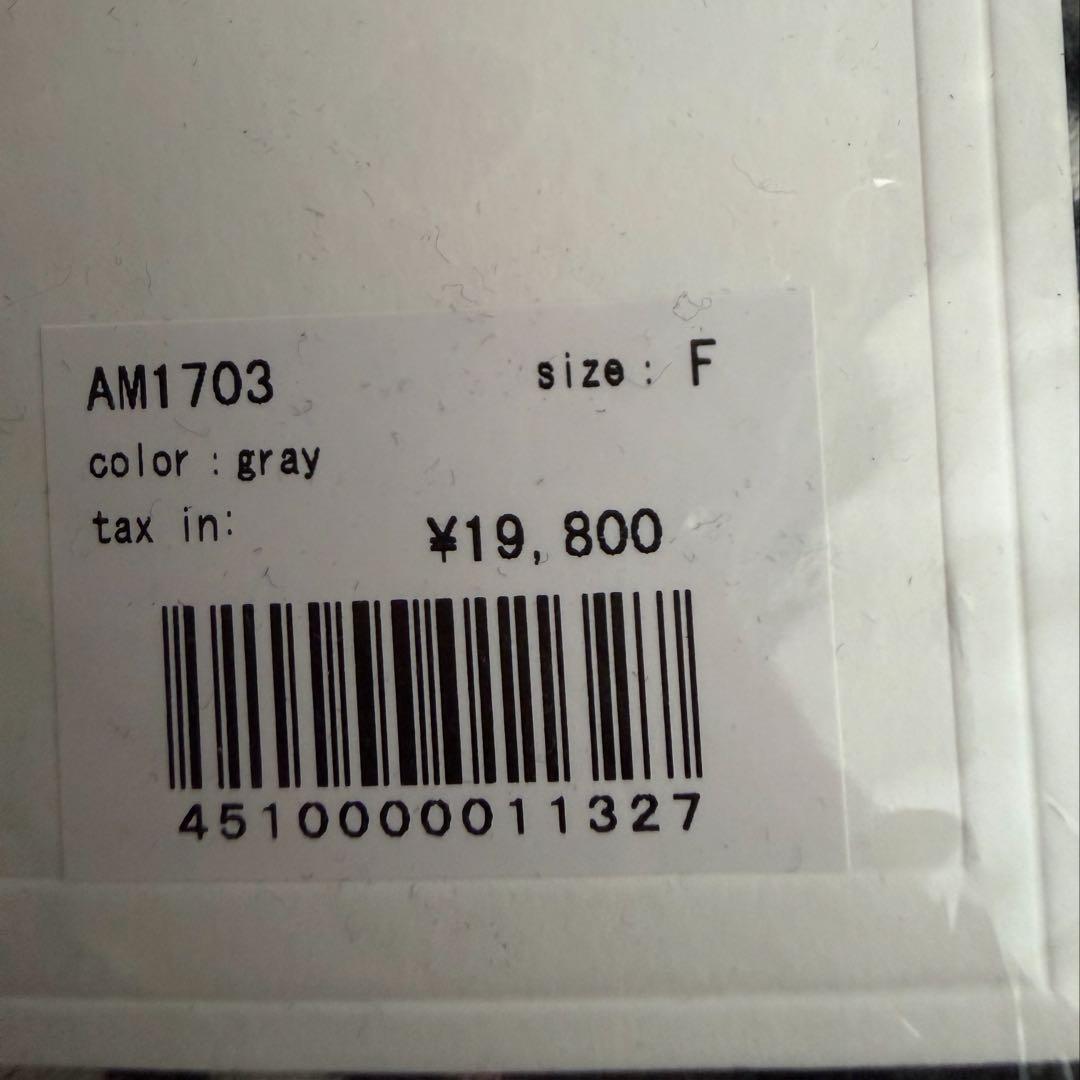 AM1703 size: F
color : gray
tax in: ¥19,800
4510000011327